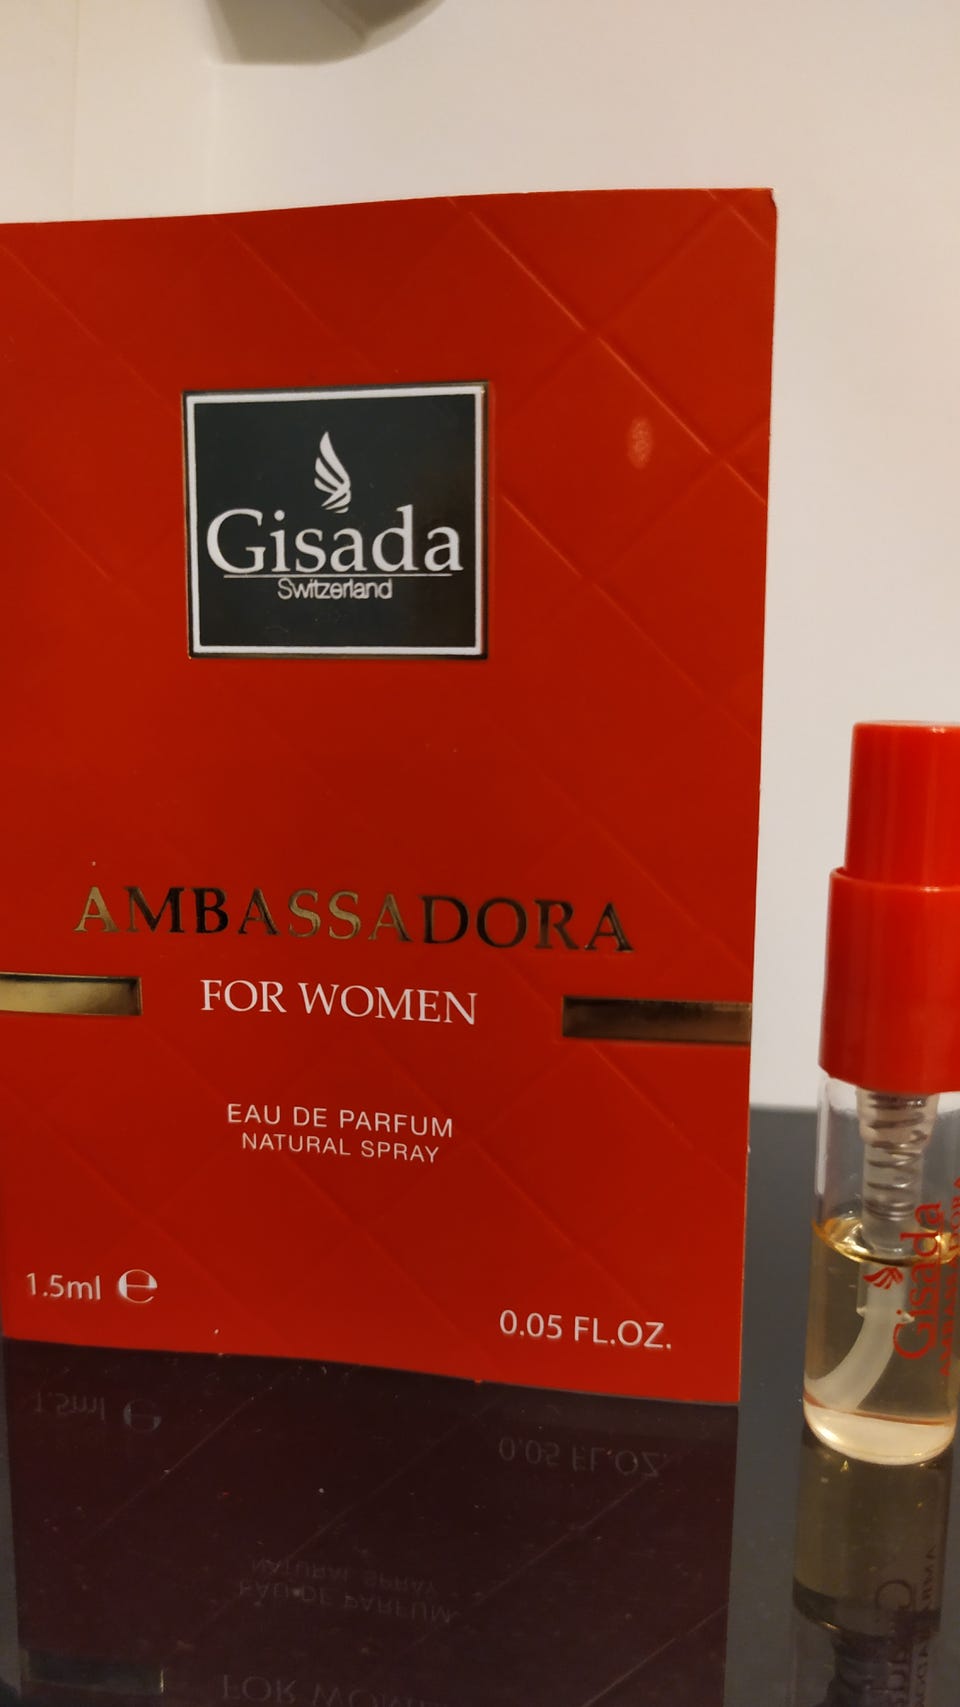 Gisada
Switzerland
AMBASSADORA
FOR WOMEN
EAU DE PARFUM
NATURAL SPRAY
1.5ml ℮
0.05 FL.OZ.
Gisada